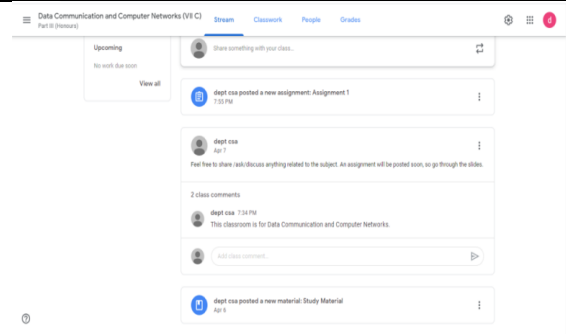 Data Communication and Computer Networks (VII C)
Part III (Honours)
Stream
Classwork
People
Grades
d
Upcoming
No work due soon
View all
Share something with your class...
dept csa posted a new assignment: Assignment 1
7:55 PM
dept csa
Apr 7
Feel free to share /ask/discuss anything related to the subject. An assignment will be posted soon, so go through the slides.
2 class comments
dept csa 7:34 PM
This classroom is for Data Communication and Computer Networks.
Add class comment...
dept csa posted a new material: Study Material
Apr 6